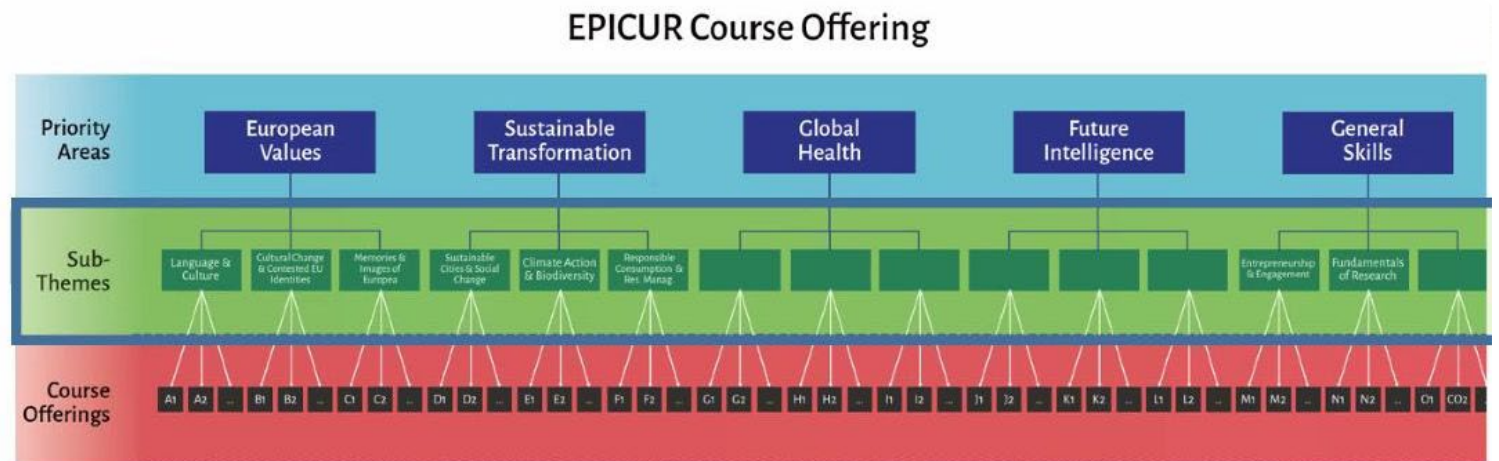 EPICUR Course Offering
Priority
Areas
European
Values
Sustainable
Transformation
Global
Health
Future
Intelligence
General
Skills
Sub-
Themes
Language &
Culture
Cultural Change
& Contested EU
Identities
Memories &
Images of
Europea
Sustainable
Cities & Social
Change
Climate Action
& Biodiversity
Responsible
Consumption &
Res. Manag.
Entrepreneurship
& Engagement
Fundamentals
of Research
Course
Offerings
A1 A2 ... B1 B2 ... C1 C2 ... D1 D2 ... E1 E2 ... F1 F2 ... G1 G2 ... H1 H2 ... I1 I2 ... J1 J2 ... K1 K2 ... L1 L2 ... M1 M2 ... N1 N2 ... O1 CO2 ..